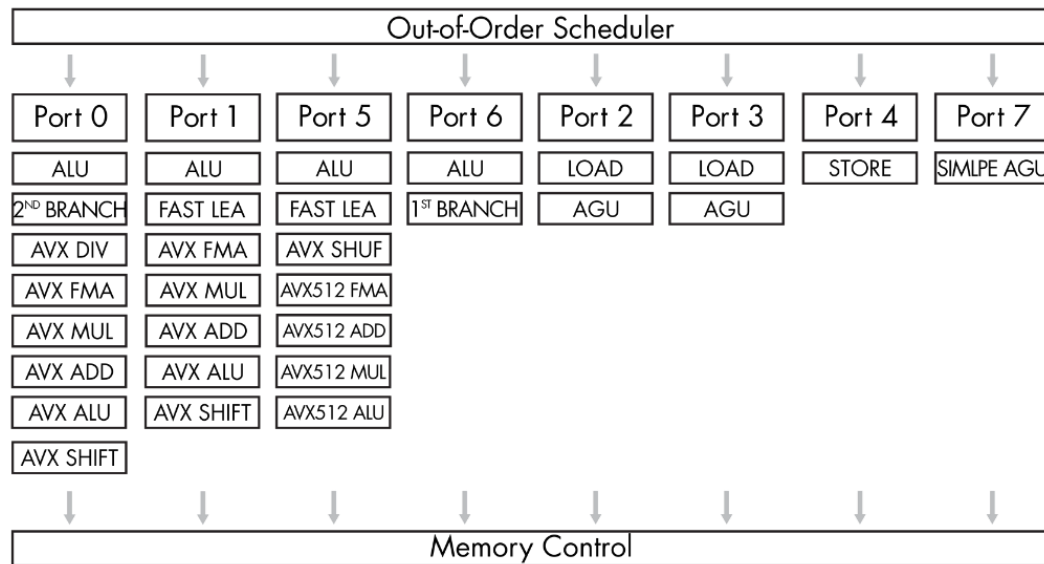 Out-of-Order Scheduler
Port 0 Port 1 Port 5 Port 6 Port 2 Port 3 Port 4 Port 7
ALU ALU ALU ALU LOAD LOAD STORE SIMLPE AGU
2ND BRANCH FAST LEA FAST LEA 1ST BRANCH AGU AGU
AVX DIV AVX FMA AVX SHUF
AVX FMA AVX MUL AVX512 FMA
AVX MUL AVX ADD AVX512 ADD
AVX ADD AVX ALU AVX512 MUL
AVX ALU AVX SHIFT AVX512 ALU
AVX SHIFT
Memory Control